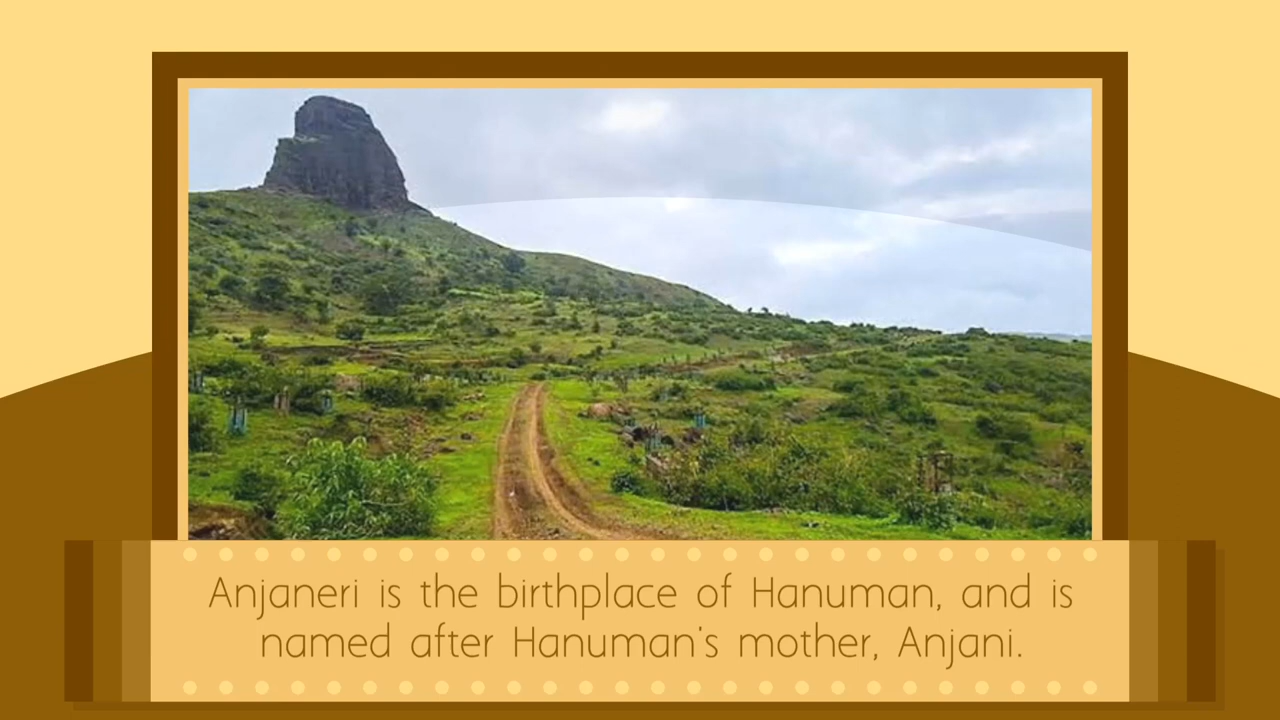 Anjaneri is the birthplace of Hanuman, and is
named after Hanuman's mother, Anjani.